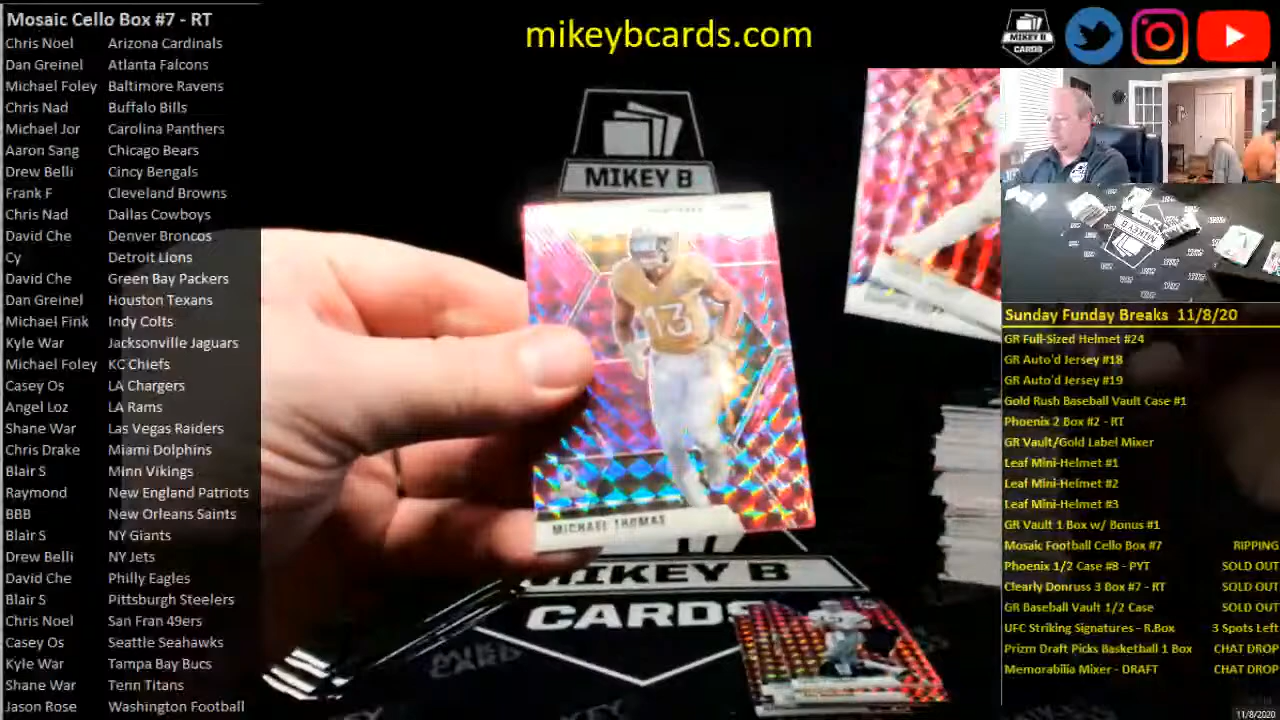 Mosaic Cello Box #7 - RT
Chris Noel Arizona Cardinals
Dan Greinel Atlanta Falcons
Michael Foley Baltimore Ravens
Chris Nad Buffalo Bills
Michael Jor Carolina Panthers
Aaron Sang Chicago Bears
Drew Belli Cincy Bengals
Frank F Cleveland Browns
Chris Nad Dallas Cowboys
David Che Denver Broncos
Cy Detroit Lions
David Che Green Bay Packers
Dan Greinel Houston Texans
Michael Fink Indy Colts
Kyle War Jacksonville Jaguars
Michael Foley KC Chiefs
Casey Os LA Chargers
Angel Loz LA Rams
Shane War Las Vegas Raiders
Chris Drake Miami Dolphins
Blair S Minn Vikings
Raymond New England Patriots
BBB New Orleans Saints
Blair S NY Giants
Drew Belli NY Jets
David Che Philly Eagles
Blair S Pittsburgh Steelers
Chris Noel San Fran 49ers
Casey Os Seattle Seahawks
Kyle War Tampa Bay Bucs
Shane War Tenn Titans
Jason Rose Washington Football
mikeybcards.com
MIKEY B
13
MICHAEL THOMAS
MIKEY B
CARDS
MIKEY B
CARDS
MIKEY B
Sunday Funday Breaks 11/8/20
GR Full-Sized Helmet #24
GR Auto'd Jersey #18
GR Auto'd Jersey #19
Gold Rush Baseball Vault Case #1
Phoenix 2 Box #2 - RT
GR Vault/Gold Label Mixer
Leaf Mini-Helmet #1
Leaf Mini-Helmet #2
Leaf Mini-Helmet #3
GR Vault 1 Box w/ Bonus #1
Mosaic Football Cello Box #7 RIPPING
Phoenix 1/2 Case #8 - PYT SOLD OUT
Clearly Donruss 3 Box #7 - RT SOLD OUT
GR Baseball Vault 1/2 Case SOLD OUT
UFC Striking Signatures - R.Box 3 Spots Left
Prizm Draft Picks Basketball 1 Box CHAT DROP
Memorabilia Mixer - DRAFT CHAT DROP
11/8/2020